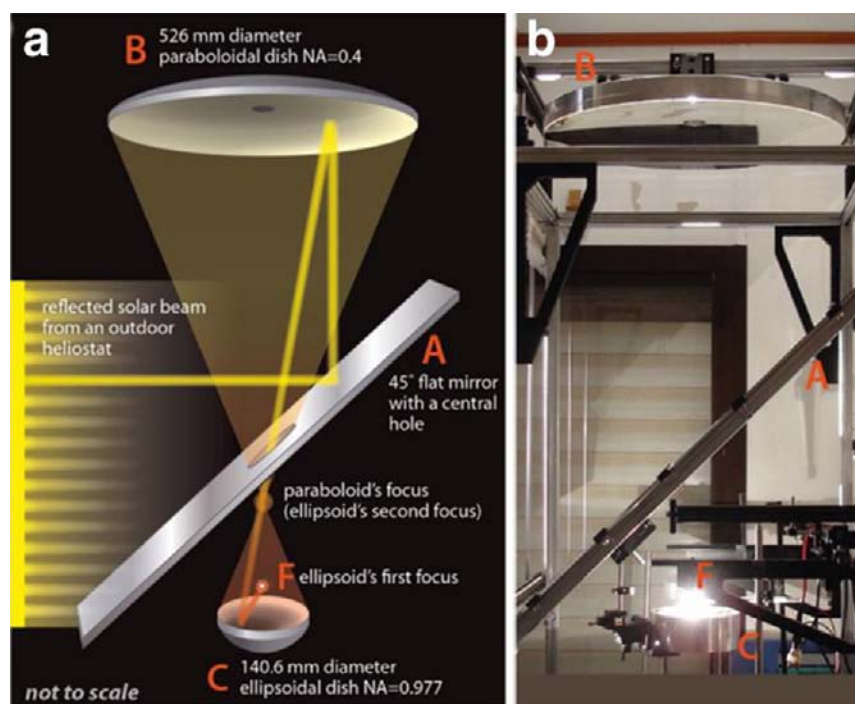 a
B
526 mm diameter
paraboloidal dish NA=0.4
reflected solar beam
from an outdoor
heliostat
A
45° flat mirror
with a central
hole
paraboloid's focus
(ellipsoid's second focus)
F ellipsoid's first focus
C
140.6 mm diameter
ellipsoidal dish NA=0.977
not to scale
b
B
A
F
C